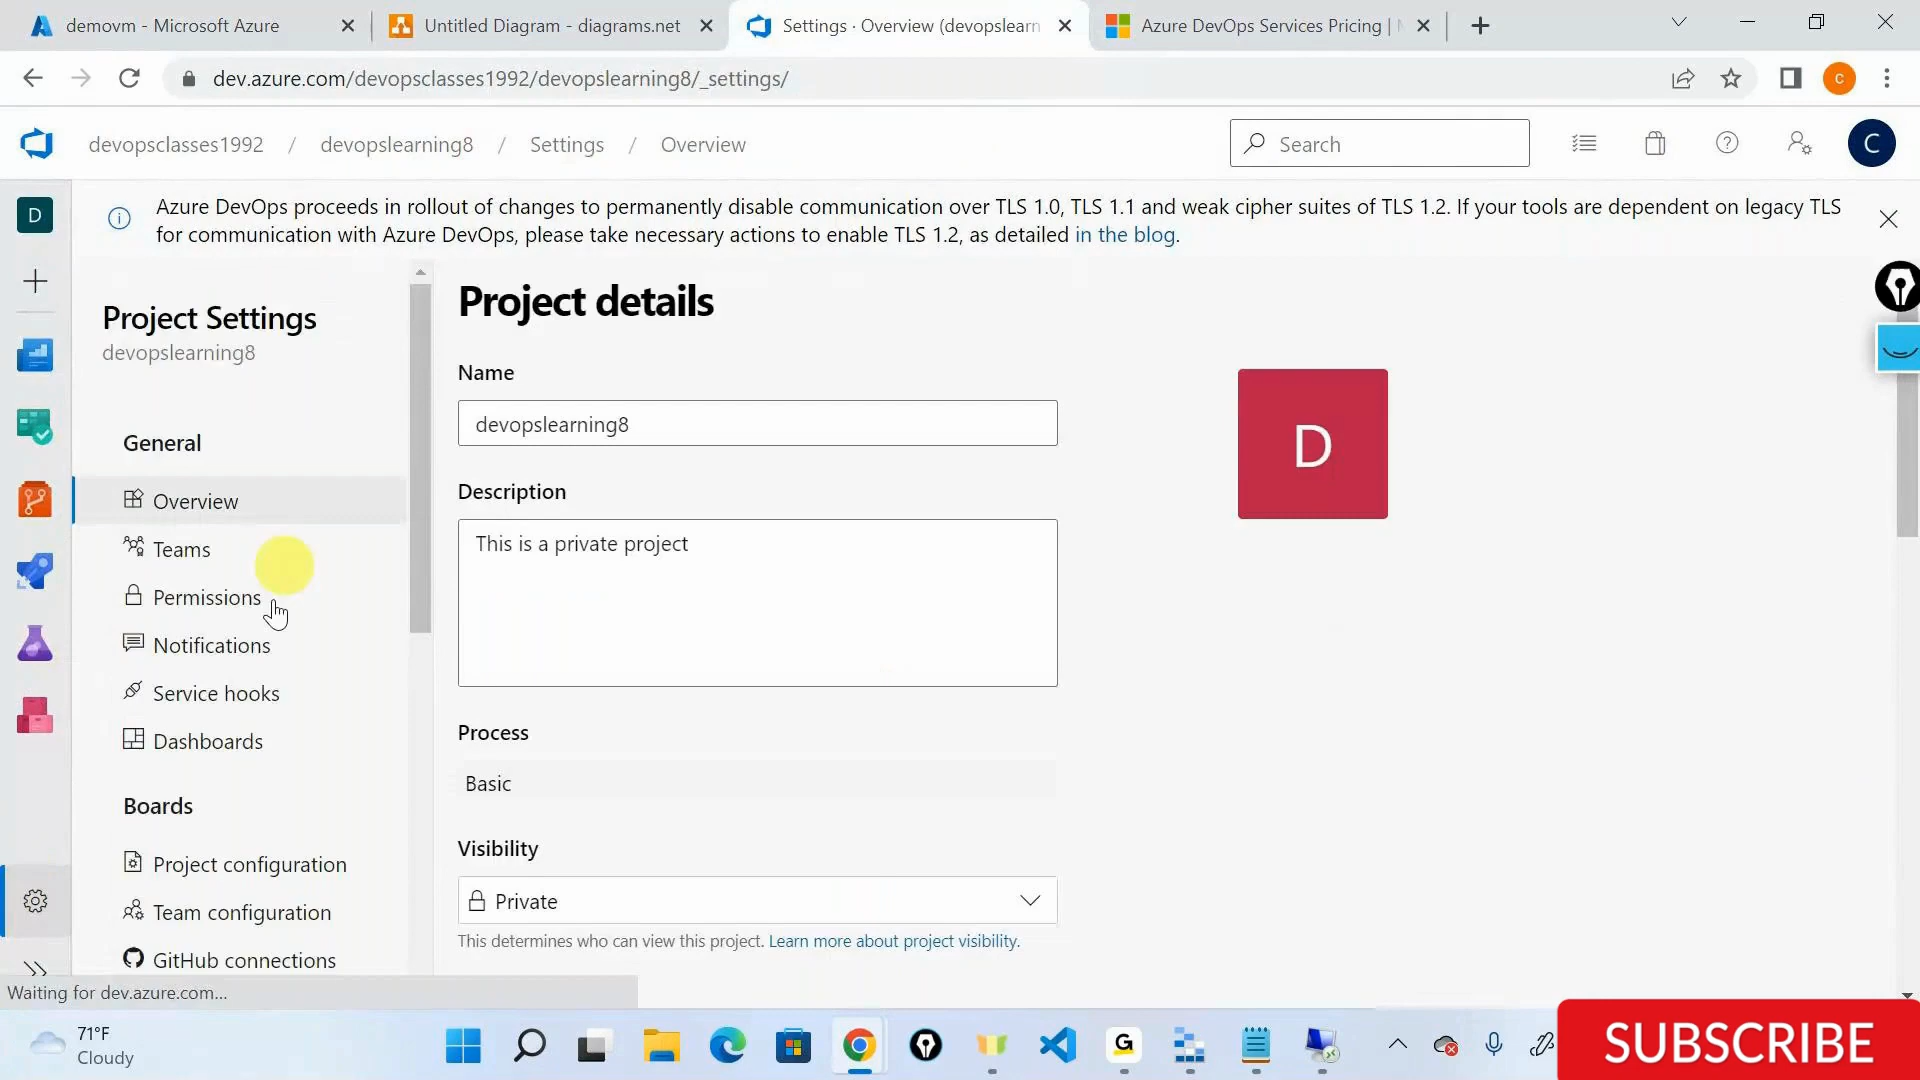 demovm - Microsoft Azure
Untitled Diagram - diagrams.net
Settings · Overview (devopslearn
Azure DevOps Services Pricing |
dev.azure.com/devopsclasses1992/devopslearning8/_settings/
c
devopsclasses1992 / devopslearning8 / Settings / Overview
Search
C
D
Azure DevOps proceeds in rollout of changes to permanently disable communication over TLS 1.0, TLS 1.1 and weak cipher suites of TLS 1.2. If your tools are dependent on legacy TLS
for communication with Azure DevOps, please take necessary actions to enable TLS 1.2, as detailed in the blog.
Project Settings
devopslearning8
General
Overview
Teams
Permissions
Notifications
Service hooks
Dashboards
Boards
Project configuration
Team configuration
GitHub connections
Project details
Name
devopslearning8
D
Description
This is a private project
Process
Basic
Visibility
Private
This determines who can view this project. Learn more about project visibility.
Waiting for dev.azure.com...
71°F
Cloudy
G
SUBSCRIBE